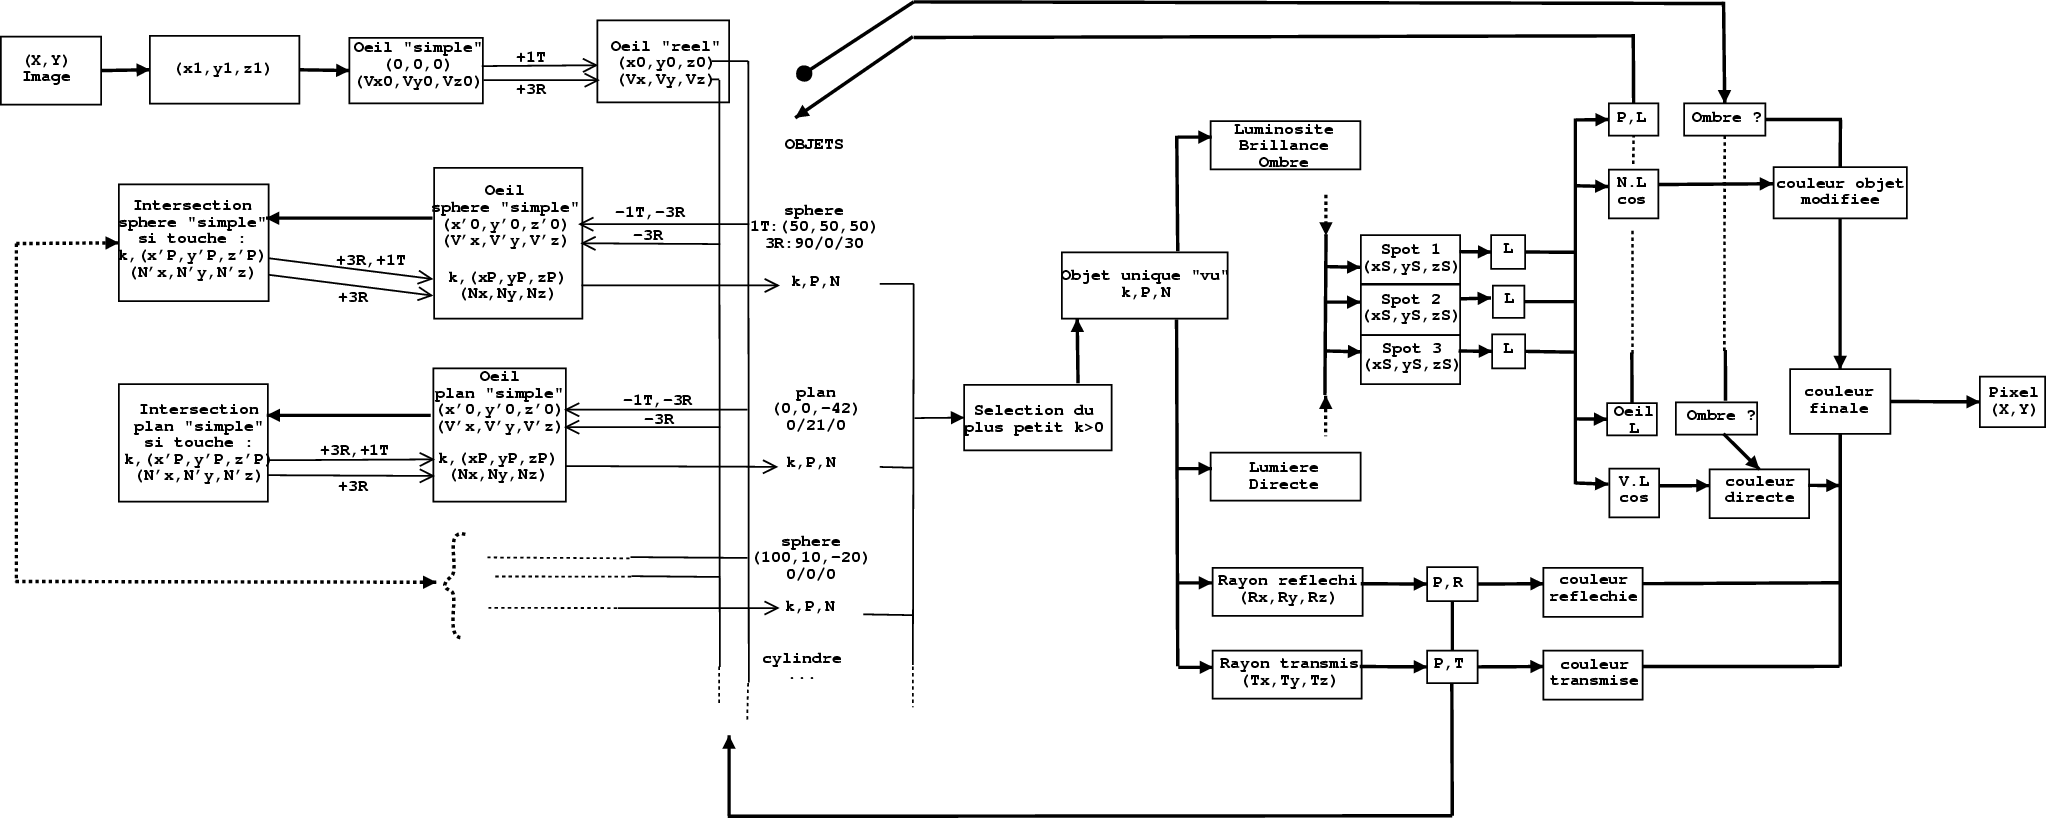 (X,Y)
Image
(x1,y1,z1)
Oeil "simple"
(0,0,0)
(Vx0,Vy0,Vz0)
+1T
+3R
Oeil "reel"
(x0,y0,z0)
(Vx,Vy,Vz)
OBJETS
Intersection
sphere "simple"
si touche :
k,(x'P,y'P,z'P)
(N'x,N'y,N'z)
+3R,+1T
+3R
Oeil
sphere "simple"
(x'0,y'0,z'0)
(V'x,V'y,V'z)
k,(xP,yP,zP)
(Nx,Ny,Nz)
-1T,-3R
-3R
sphere
1T:(50,50,50)
3R:90/0/30
k,P,N
Intersection
plan "simple"
si touche :
k,(x'P,y'P,z'P)
(N'x,N'y,N'z)
+3R,+1T
+3R
Oeil
plan "simple"
(x'0,y'0,z'0)
(V'x,V'y,V'z)
k,(xP,yP,zP)
(Nx,Ny,Nz)
-1T,-3R
-3R
plan
(0,0,-42)
0/21/0
k,P,N
sphere
(100,10,-20)
0/0/0
k,P,N
cylindre
...
Selection du
plus petit k>0
Objet unique "vu"
k,P,N
Luminosite
Brillance
Ombre
Spot 1
(xS,yS,zS)
L
Spot 2
(xS,yS,zS)
L
Spot 3
(xS,yS,zS)
L
Lumiere
Directe
Rayon reflechi
(Rx,Ry,Rz)
P,R
couleur
reflechie
Rayon transmis
(Tx,Ty,Tz)
P,T
couleur
transmise
P,L
Ombre ?
N.L
cos
couleur objet
modifiee
Oeil
L
Ombre ?
V.L
cos
couleur
directe
couleur
finale
Pixel
(X,Y)